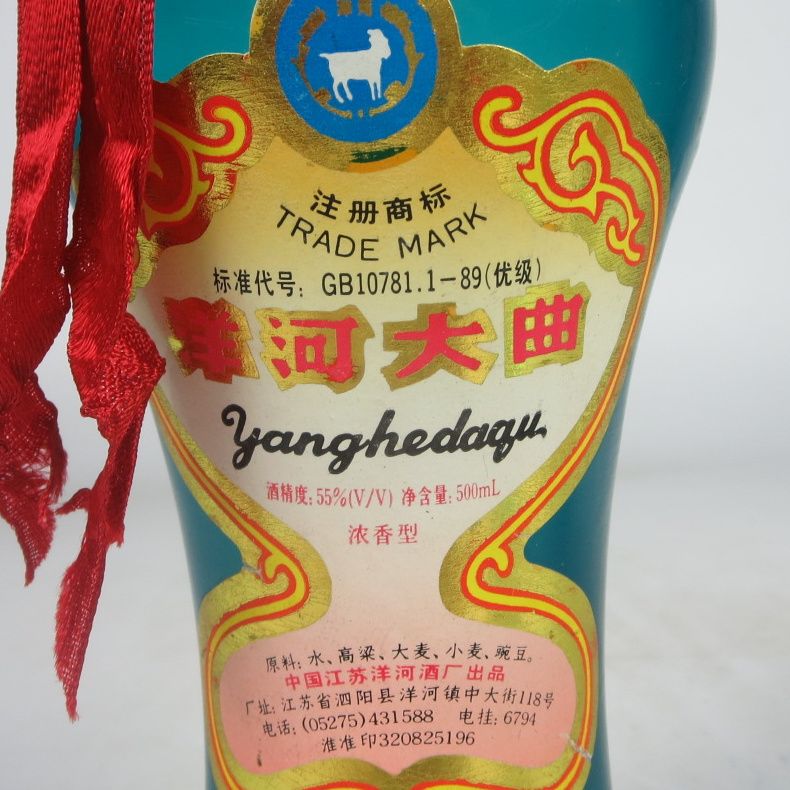 注册商标
TRADE MARK
标准代号: GB10781.1-89(优级)
洋河大曲
Yanghedaqu
酒精度:55%(V/V) 净含量:500mL
浓香型
原料:水、高粱、大麦、小麦、豌豆。
中国江苏洋河酒厂出品
厂址:江苏省泗阳县洋河镇中大街118号
电话:(05275)431588 电挂:6794
淮准印320825196